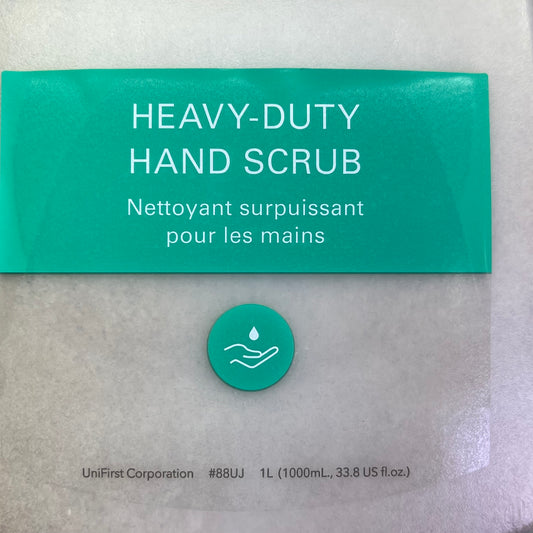 HEAVY-DUTY
HAND SCRUB
Nettoyant surpuissant
pour les mains
UniFirst Corporation #88UJ 1L (1000mL., 33.8 US fl.oz.)